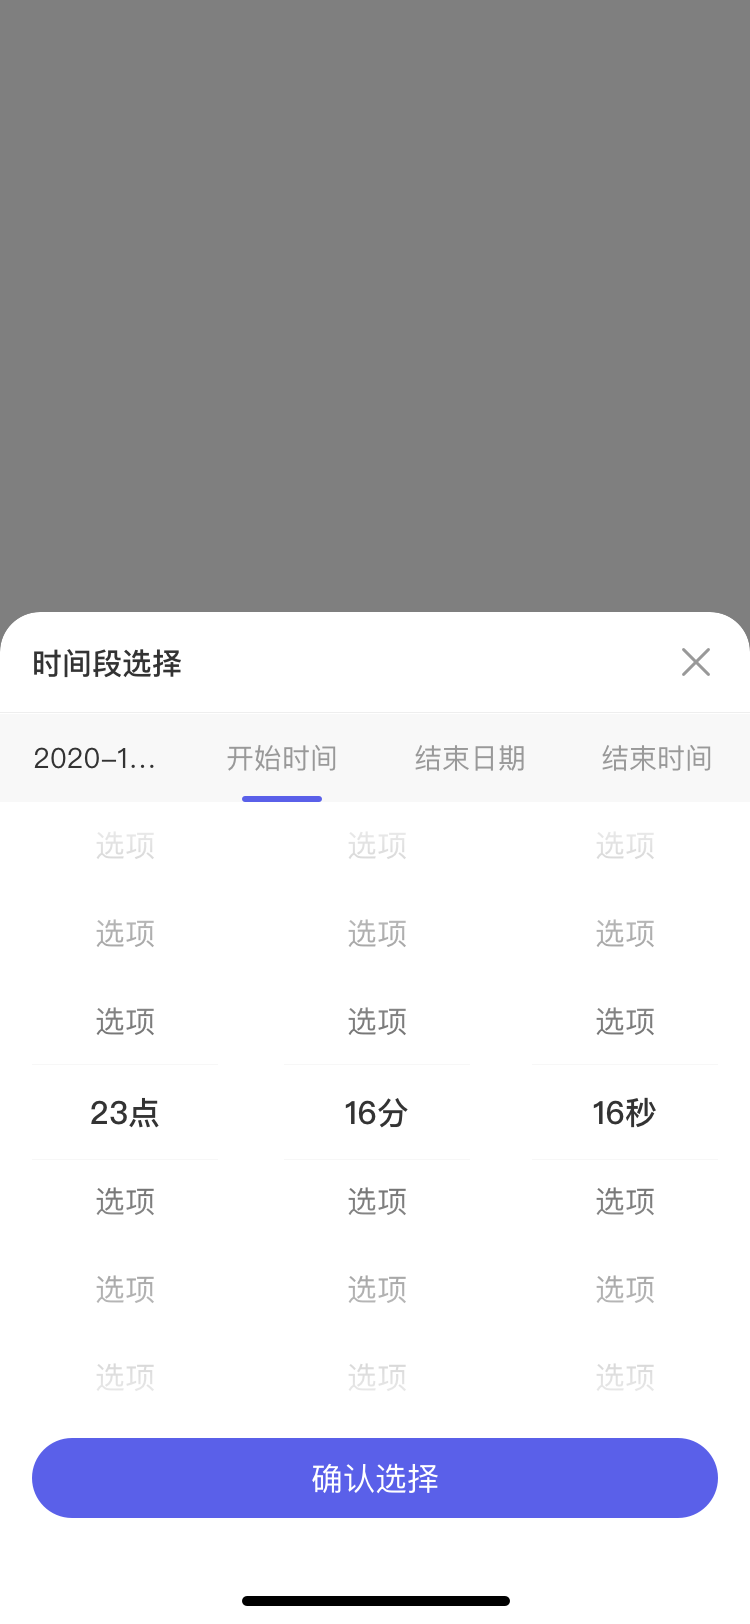 时间段选择
2020-1...
开始时间
结束日期
结束时间
选项 选项 选项
选项 选项 选项
选项 选项 选项
23点 16分 16秒
选项 选项 选项
选项 选项 选项
选项 选项 选项
确认选择